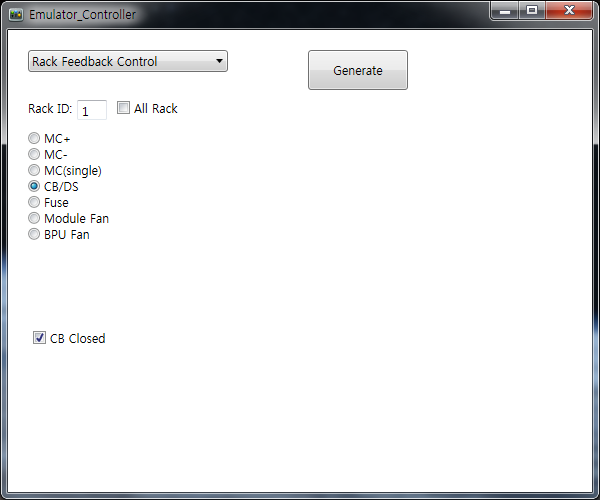 Emulator_Controller
Rack Feedback Control
Generate
Rack ID: 1 All Rack
MC+
MC-
MC(single)
CB/DS
Fuse
Module Fan
BPU Fan
CB Closed